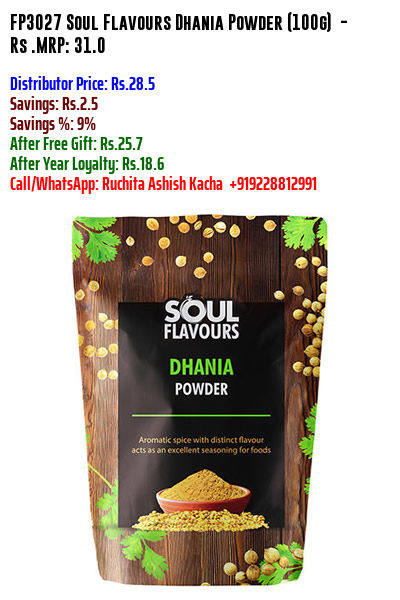 FP3027 Soul Flavours Dhania Powder (100g) -
Rs .MRP: 31.0
Distributor Price: Rs.28.5
Savings: Rs.2.5
Savings %: 9%
After Free Gift: Rs.25.7
After Year Loyalty: Rs.18.6
Call/WhatsApp: Ruchita Ashish Kacha +919228812991
SOUL
FLAVOURS
DHANIA
POWDER
Aromatic spice with distinct flavour
acts as an excellent seasoning for foods